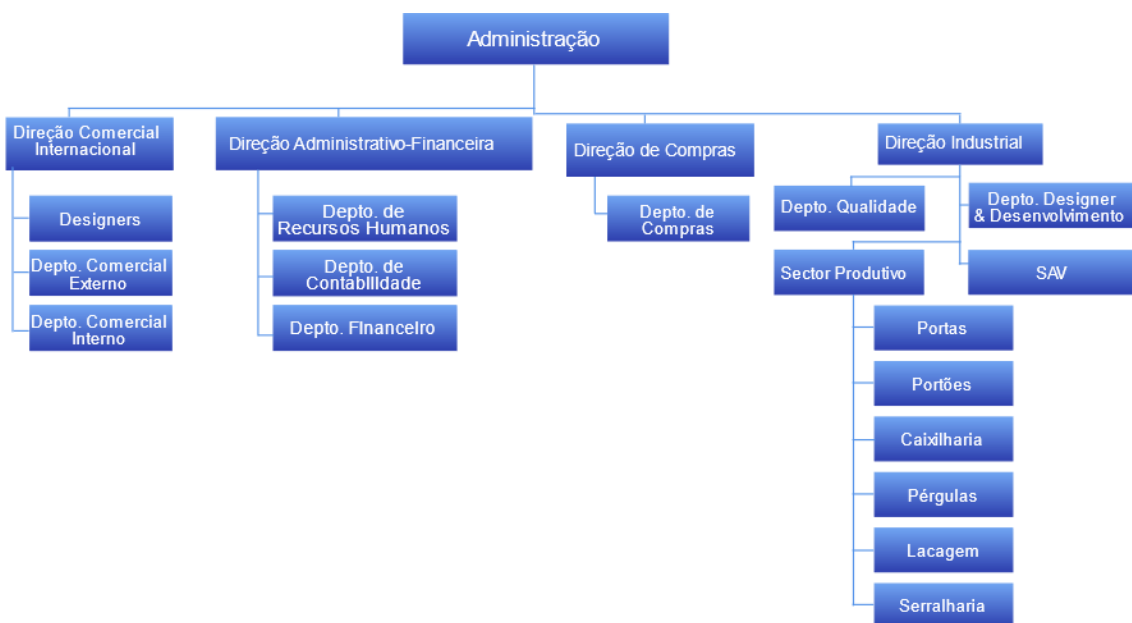 Administração
Direção Comercial
Internacional
Direção Administrativo-Financeira
Direção de Compras
Direção Industrial
Designers
Depto. Comercial
Externo
Depto. Comercial
Interno
Depto. de
Recursos Humanos
Depto. de
Contabilidade
Depto. Financeiro
Depto. de
Compras
Depto. Qualidade
Depto. Designer
& Desenvolvimento
Sector Produtivo
SAV
Portas
Portões
Caixilharia
Pérgulas
Lacagem
Serralharia